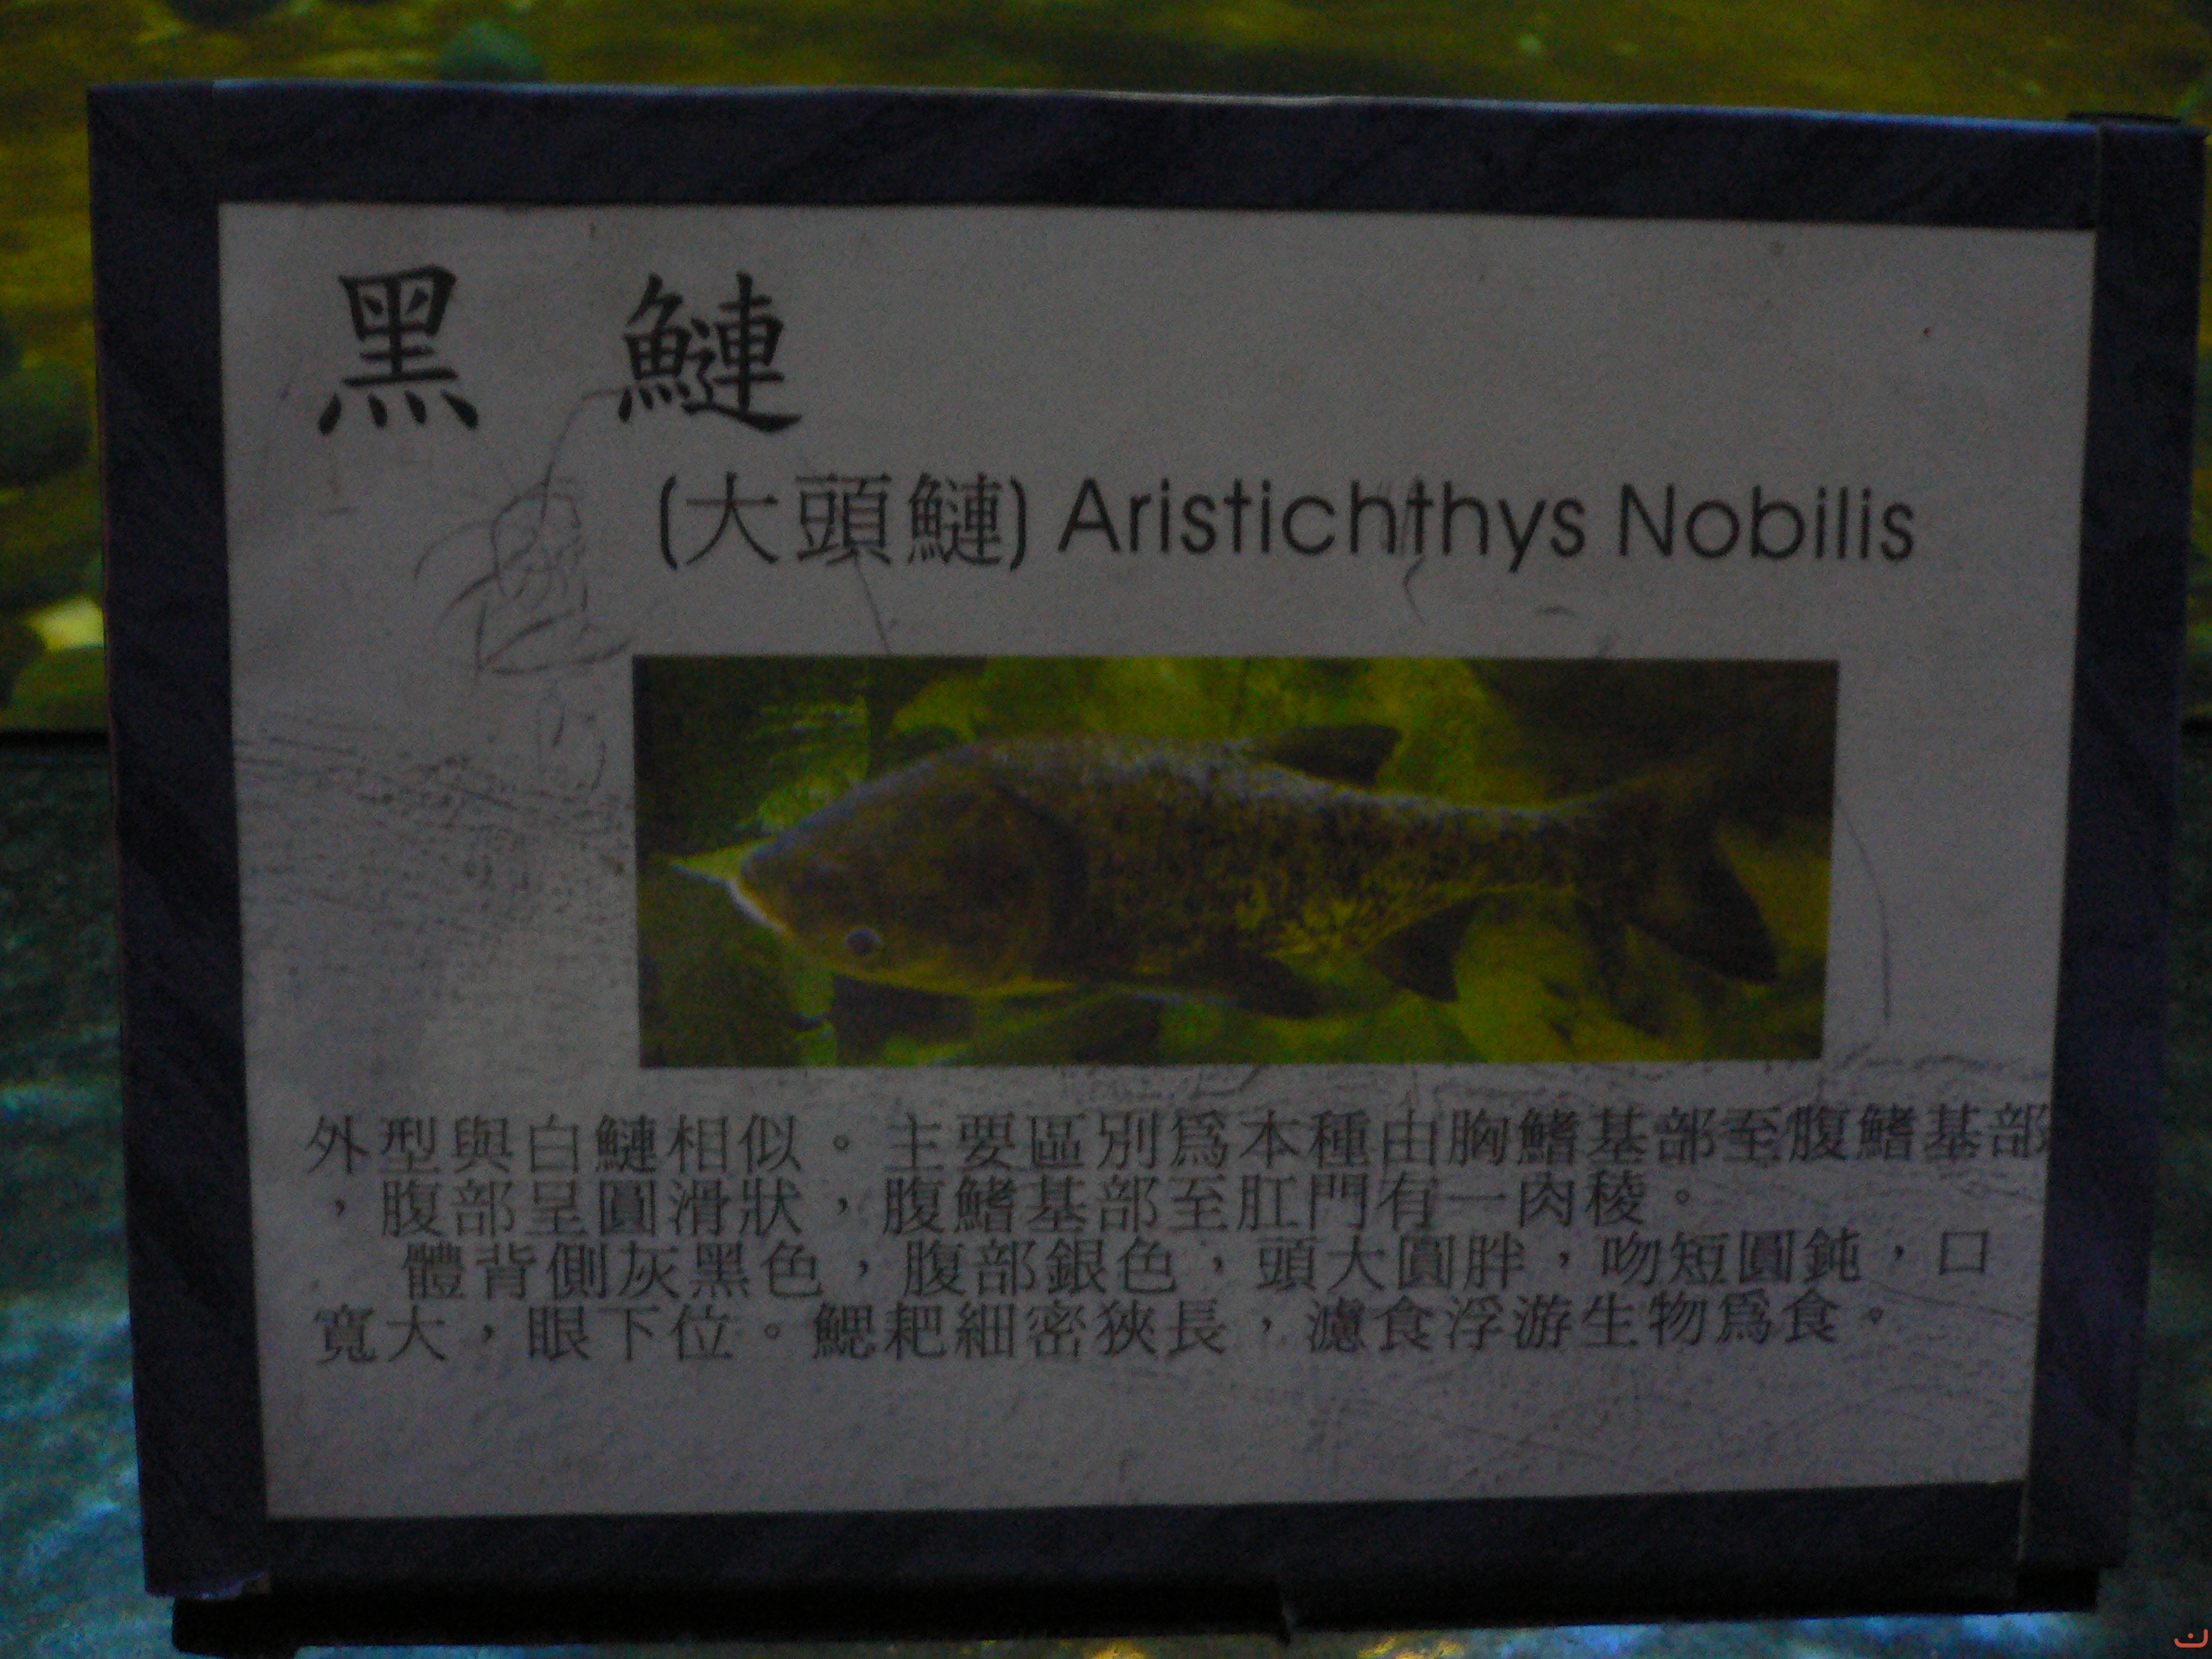 黑 鰱
(大頭鰱) Aristichthys Nobilis
外型與白鰱相似。主要區別爲本種由胸鰭基部至腹鰭基部
，腹部呈圓滑狀，腹鰭基部至肛門有一肉稜。
體背側灰黑色，腹部銀色，頭大圓胖，吻短圓鈍，口
寬大，眼下位。鰓耙細密狹長，濾食浮游生物爲食。